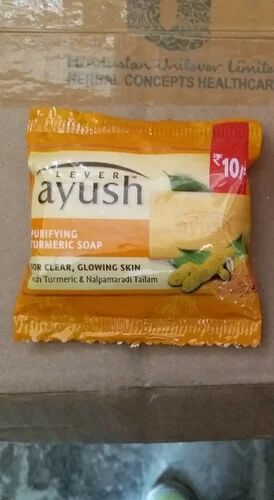 Hindustan Unilever Limite
HERBAL CONCEPTS HEALTHCAR
₹10/
LEVER
ayush
PURIFYING
TURMERIC SOAP
FOR CLEAR, GLOWING SKIN
with Turmeric & Nalpamaradi Tailam